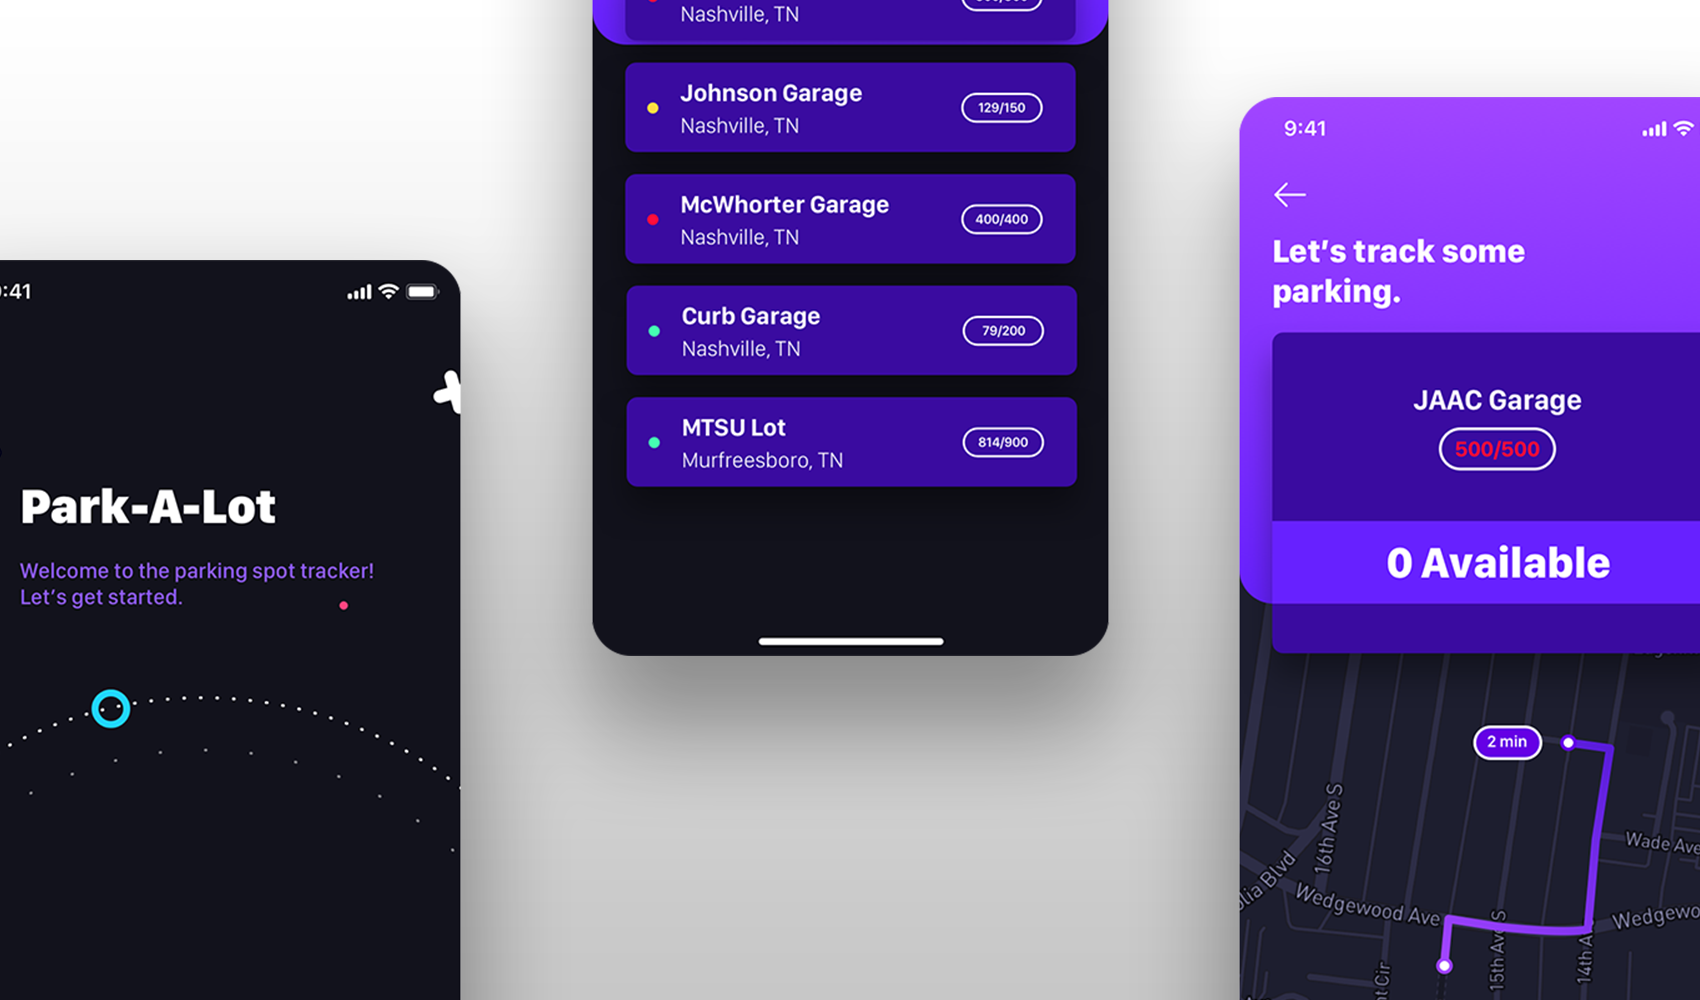 :41
Park-A-Lot
Welcome to the parking spot tracker!
Let's get started.
Nashville, TN
Johnson Garage
Nashville, TN
129/150
McWhorter Garage
Nashville, TN
400/400
Curb Garage
Nashville, TN
79/200
MTSU Lot
Murfreesboro, TN
814/900
9:41
Let's track some
parking.
JAAC Garage
500/500
0 Available
2 min
16th Ave S
Wade Ave
lia Blvd
Wedgewood Ave
Wedgewo
15th Ave S
14th A
t Cir